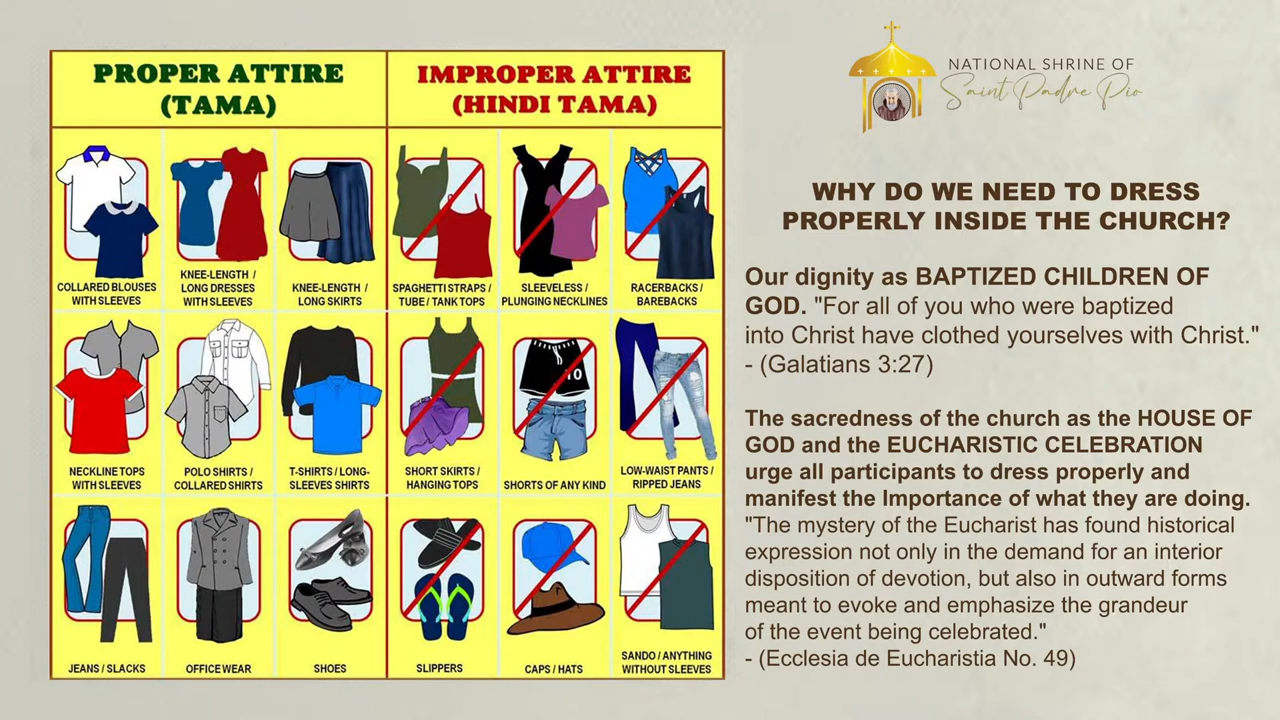 PROPER ATTIRE
(TAMA)
IMPROPER ATTIRE
(HINDI TAMA)
COLLARED BLOUSES
WITH SLEEVES
KNEE-LENGTH /
LONG DRESSES
WITH SLEEVES
KNEE-LENGTH /
LONG SKIRTS
SPAGHETTI STRAPS /
TUBE / TANK TOPS
SLEEVELESS /
PLUNGING NECKLINES
RACERBACKS /
BAREBACKS
NECKLINE TOPS
WITH SLEEVES
POLO SHIRTS /
COLLARED SHIRTS
T-SHIRTS / LONG-
SLEEVES SHIRTS
SHORT SKIRTS /
HANGING TOPS
10
SHORTS OF ANY KIND
LOW-WAIST PANTS /
RIPPED JEANS
JEANS / SLACKS
OFFICE WEAR
SHOES
SLIPPERS
CAPS / HATS
SANDO / ANYTHING
WITHOUT SLEEVES
NATIONAL SHRINE OF
Saint Padre Pio
WHY DO WE NEED TO DRESS
PROPERLY INSIDE THE CHURCH?
Our dignity as BAPTIZED CHILDREN OF
GOD. "For all of you who were baptized
into Christ have clothed yourselves with Christ."
- (Galatians 3:27)
The sacredness of the church as the HOUSE OF
GOD and the EUCHARISTIC CELEBRATION
urge all participants to dress properly and
manifest the Importance of what they are doing.
"The mystery of the Eucharist has found historical
expression not only in the demand for an interior
disposition of devotion, but also in outward forms
meant to evoke and emphasize the grandeur
of the event being celebrated."
- (Ecclesia de Eucharistia No. 49)